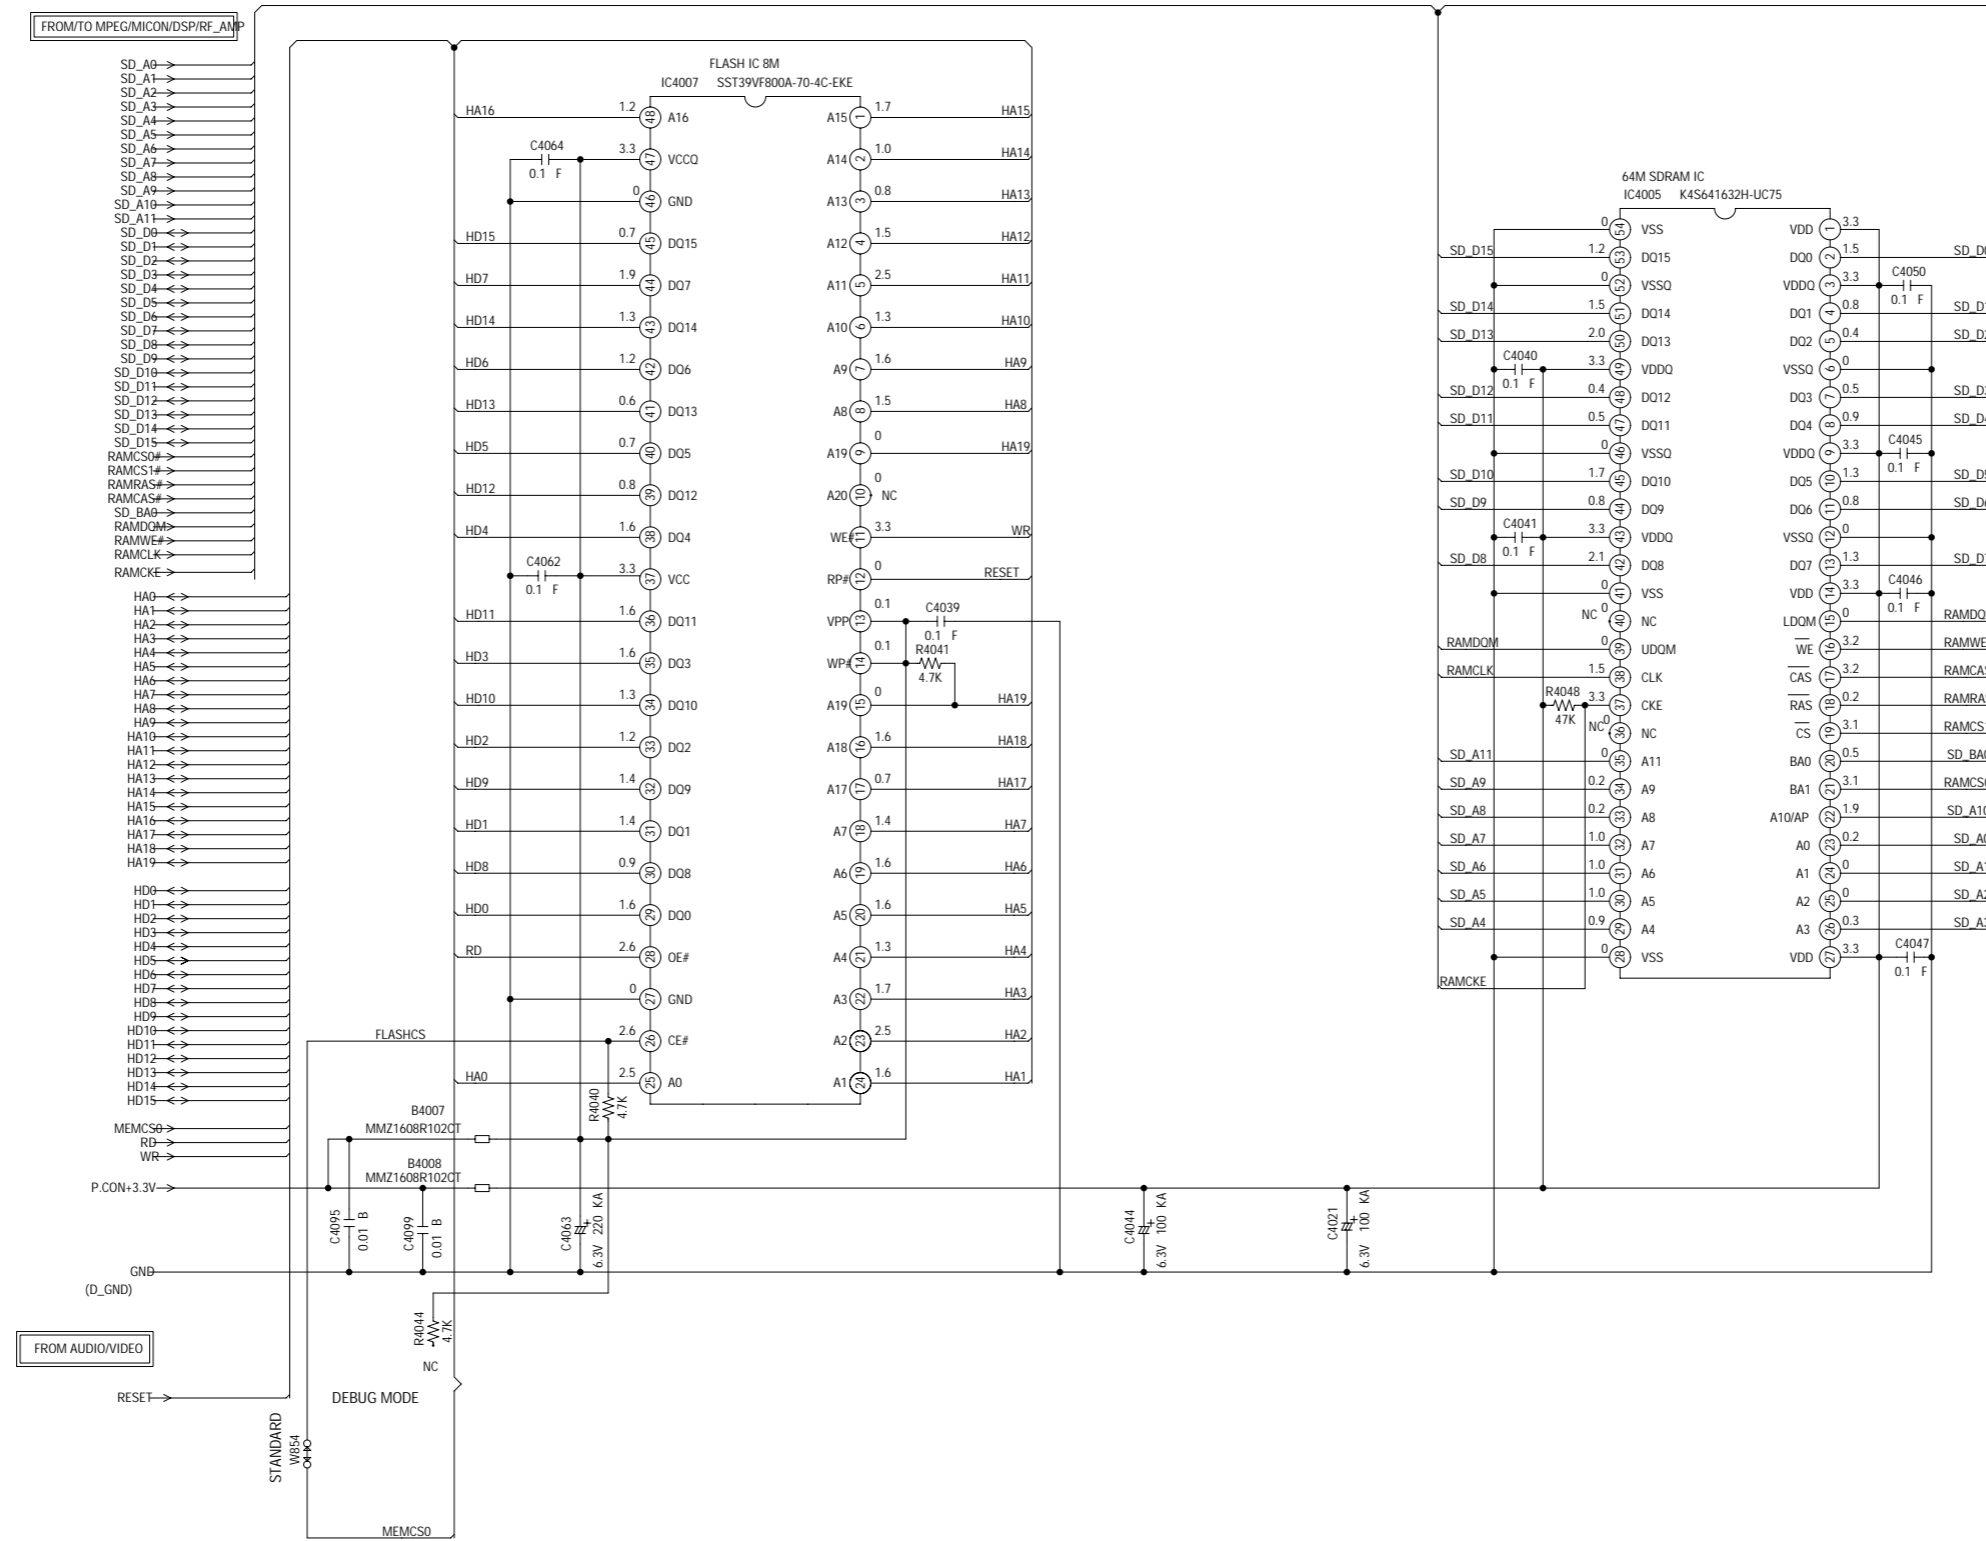 FROM/TO MPEG/MICON/DSP/RF_AMP
SD_A0
SD_A1
SD_A2
SD_A3
SD_A4
SD_A5
SD_A6
SD_A7
SD_A8
SD_A9
SD_A10
SD_A11
SD_D0
SD_D1
SD_D2
SD_D3
SD_D4
SD_D5
SD_D6
SD_D7
SD_D8
SD_D9
SD_D10
SD_D11
SD_D12
SD_D13
SD_D14
SD_D15
RAMCS0#
RAMCS1#
RAMRAS#
RAMCAS#
SD_BA0
RAMDQM
RAMWE#
RAMCLK
RAMCKE
HA0
HA1
HA2
HA3
HA4
HA5
HA6
HA7
HA8
HA9
HA10
HA11
HA12
HA13
HA14
HA15
HA16
HA17
HA18
HA19
HD0
HD1
HD2
HD3
HD4
HD5
HD6
HD7
HD8
HD9
HD10
HD11
HD12
HD13
HD14
HD15
MEMCS0
RD
WR
P.CON+3.3V
GND
(D_GND)
FROM AUDIO/VIDEO
RESET
FLASH IC 8M
IC4007 SST39VF800A-70-4C-EKE
HA16 1.2 48 A16
A15 1 1.7 HA15
C4064
0.1 F
3.3 47 VCCQ
A14 2 1.0 HA14
0 46 GND
A13 3 0.8 HA13
HD15 0.7 45 DQ15
A12 4 1.5 HA12
HD7 1.9 44 DQ7
A11 5 2.5 HA11
HD14 1.3 43 DQ14
A10 6 1.3 HA10
HD6 1.2 42 DQ6
A9 7 1.6 HA9
HD13 0.6 41 DQ13
A8 8 1.5 HA8
HD5 0.7 40 DQ5
A19 9 0 HA19
HD12 0.8 39 DQ12
A20 10 0 NC
HD4 1.6 38 DQ4
WE# 11 3.3 WR
C4062
0.1 F
3.3 37 VCC
RP# 12 0 RESET
HD11 1.6 36 DQ11
VPP 13 0.1
C4039
0.1 F
HD3 1.6 35 DQ3
WP# 14 0.1
R4041
4.7K
HD10 1.3 34 DQ10
A19 15 0 HA19
HD2 1.2 33 DQ2
A18 16 1.6 HA18
HD9 1.4 32 DQ9
A17 17 0.7 HA17
HD1 1.4 31 DQ1
A7 18 1.4 HA7
HD8 0.9 30 DQ8
A6 19 1.6 HA6
HD0 1.6 29 DQ0
A5 20 1.6 HA5
RD 2.6 28 OE#
A4 21 1.3 HA4
0 27 GND
A3 22 1.7 HA3
FLASHCS 2.6 26 CE#
A2 23 2.5 HA2
HA0 2.5 25 A0
A1 24 1.6 HA1
R4040
4.7K
B4007
MMZ1608R102CT
B4008
MMZ1608R102CT
C4095
0.01 B
C4099
0.01 B
C4063
6.3V 220 KA
C4044
6.3V 100 KA
C4021
6.3V 100 KA
R4044
4.7K
NC
DEBUG MODE
STANDARD
W854
MEMCS0
64M SDRAM IC
IC4005 K4S641632H-UC75
0 54 VSS
VDD 1 3.3
SD_D15 1.2 53 DQ15
DQ0 2 1.5
0 52 VSSQ
VDDQ 3 3.3
C4050
0.1 F
SD_D14 1.5 51 DQ14
DQ1 4 0.8
SD_D13 2.0 50 DQ13
DQ2 5 0.4
C4040
0.1 F
3.3 49 VDDQ
VSSQ 6 0
SD_D12 0.4 48 DQ12
DQ3 7 0.5
SD_D11 0.5 47 DQ11
DQ4 8 0.9
0 46 VSSQ
VDDQ 9 3.3
C4045
0.1 F
SD_D10 1.7 45 DQ10
DQ5 10 1.3
SD_D9 0.8 44 DQ9
DQ6 11 0.8
C4041
0.1 F
3.3 43 VDDQ
VSSQ 12 0
SD_D8 2.1 42 DQ8
DQ7 13 1.3
0 41 VSS
VDD 14 3.3
C4046
0.1 F
NC 0 40 NC
LDQM 15 0 RAMDQ
RAMDQM 0 39 UDQM
WE 16 3.2 RAMWE
RAMCLK 1.5 38 CLK
CAS 17 3.2
R4048
47K
3.3 37 CKE
RAS 18 0.2
NC 0 36 NC
CS 19 3.1
SD_A11 0 35 A11
BA0 20 0.5
SD_A9 0.2 34 A9
BA1 21 3.1
SD_A8 0.2 33 A8
A10/AP 22 1.9
SD_A7 1.0 32 A7
A0 23 0.2
SD_A6 1.0 31 A6
A1 24 0
SD_A5 1.0 30 A5
A2 25 0
SD_A4 0.9 29 A4
A3 26 0.3
0 28 VSS
VDD 27 3.3
C4047
0.1 F
RAMCKE